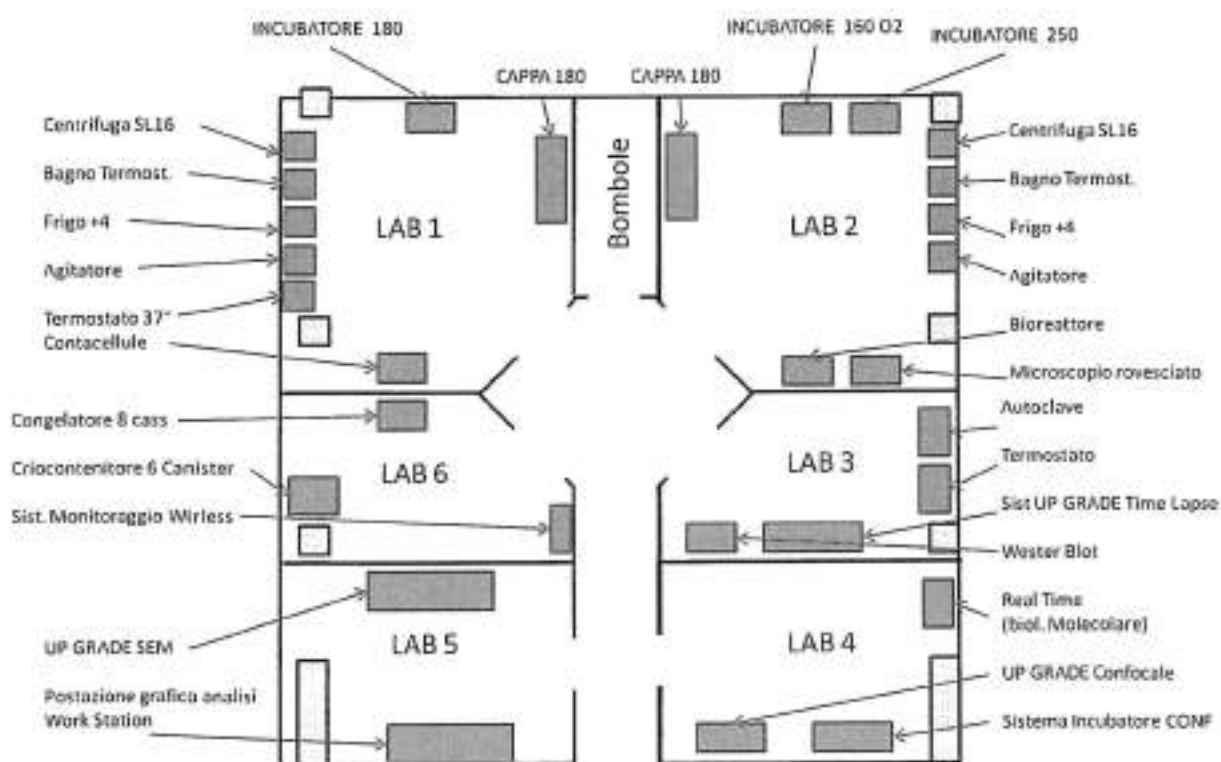 INCUBATORE 180
INCUBATORE 160 O2
INCUBATORE 250
CAPPA 180
CAPPA 180
Centrifuga SL16
Bagno Termost.
Frigo +4
Agitatore
Termostato 37°
Contacellule
LAB 1
Bombole
LAB 2
Centrifuga SL16
Bagno Termost.
Frigo +4
Agitatore
Bioreattore
Microscopio rovesciato
Congelatore 8 cass
Criocontenitore 6 Canister
Sist. Monitoraggio Wirless
LAB 6
LAB 3
Autoclave
Termostato
Sist UP GRADE Time Lapse
Wester Blot
UP GRADE SEM
Postazione grafica analisi
Work Station
LAB 5
LAB 4
Real Time
(biol. Molecolare)
UP GRADE Confocale
Sistema Incubatore CONF